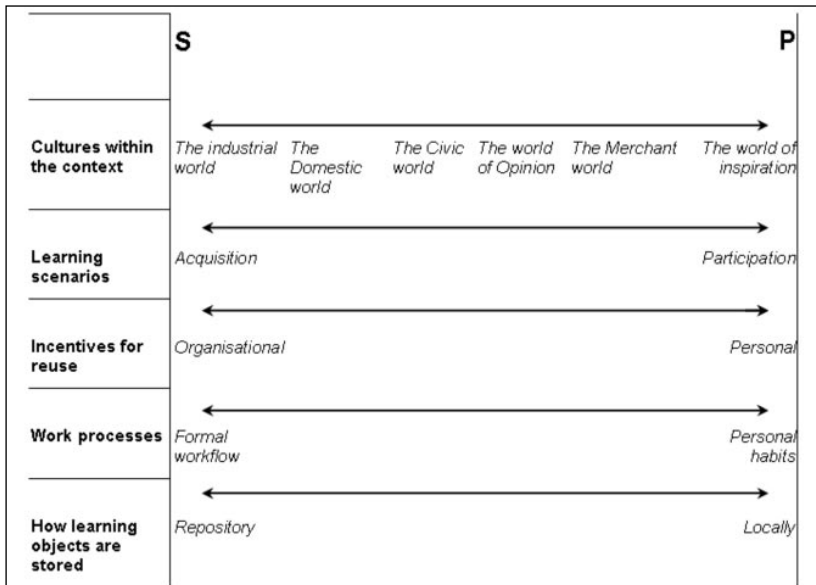 S P
Cultures within
the context
The industrial
world
The
Domestic
world
The Civic
world
The world
of Opinion
The Merchant
world
The world of
inspiration
Learning
scenarios
Acquisition
Participation
Incentives for
reuse
Organisational
Personal
Work processes
Formal
workflow
Personal
habits
How learning
objects are
stored
Repository
Locally